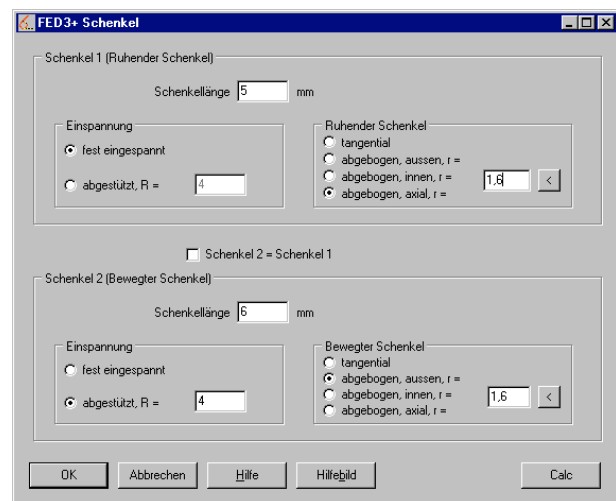 FED3+ Schenkel
Schenkel 1 (Ruhender Schenkel)
Schenkellänge 5 mm
Einspannung
fest eingespannt
abgestützt, R = 4
Ruhender Schenkel
tangential
abgebogen, aussen, r =
abgebogen, innen, r = 1,6 <
abgebogen, axial, r =
Schenkel 2 = Schenkel 1
Schenkel 2 (Bewegter Schenkel)
Schenkellänge 6 mm
Einspannung
fest eingespannt
abgestützt, R = 4
Bewegter Schenkel
tangential
abgebogen, aussen, r =
abgebogen, innen, r = 1,6 <
abgebogen, axial, r =
OK Abbrechen Hilfe Hilfebild Calc